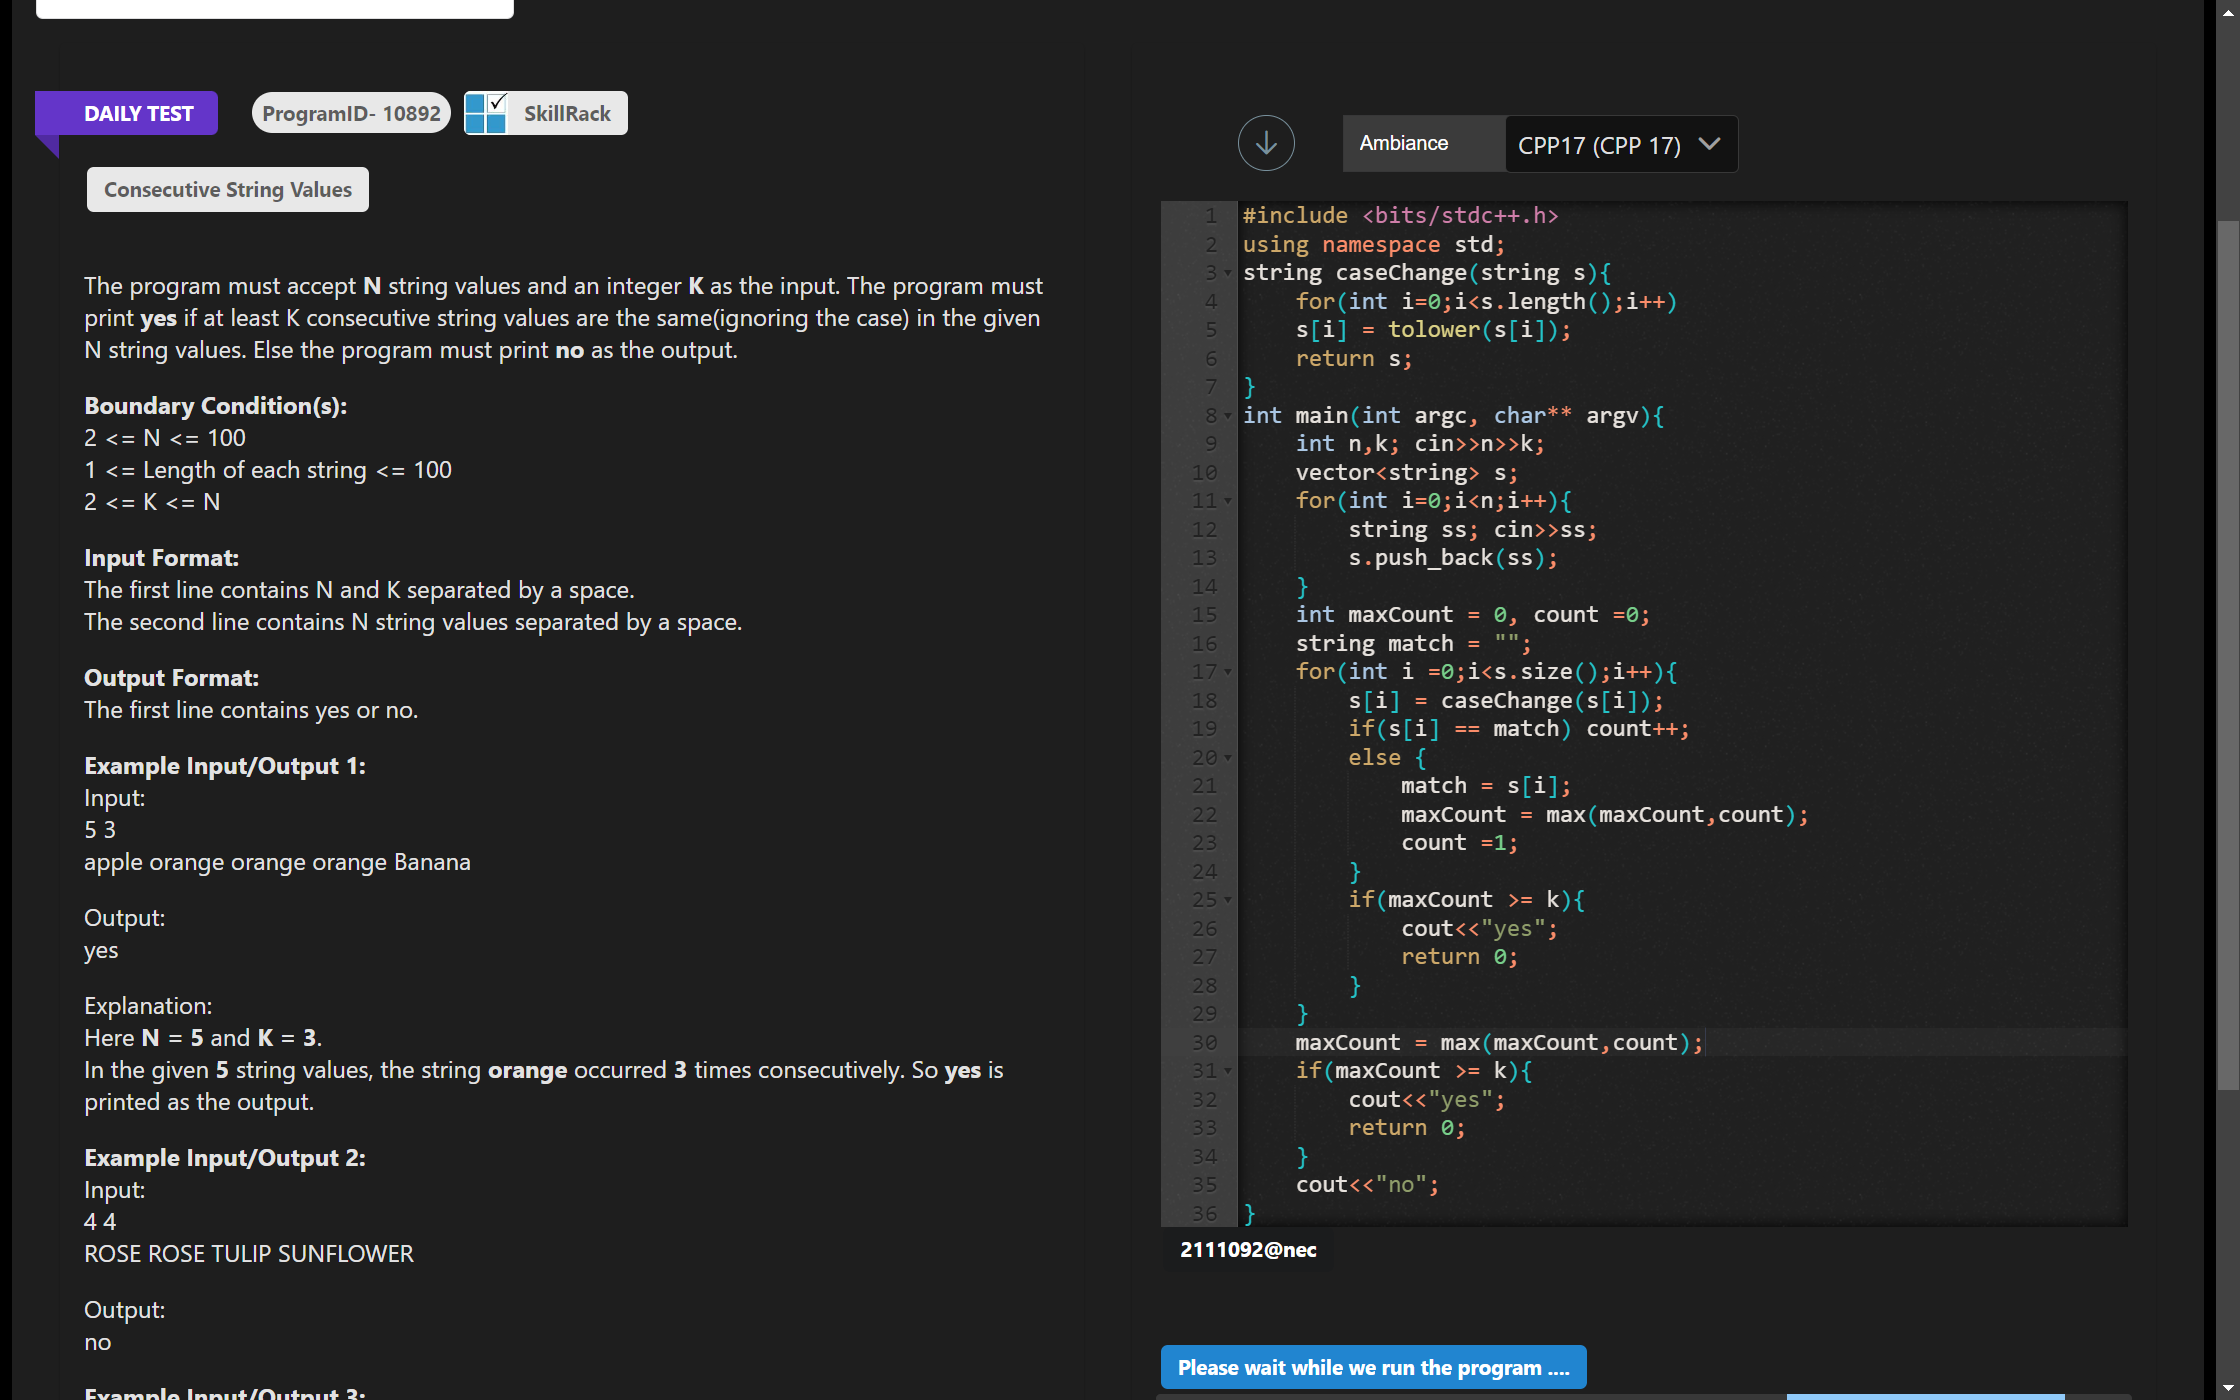 DAILY TEST
ProgramID- 10892
SkillRack
Consecutive String Values
The program must accept N string values and an integer K as the input. The program must
print yes if at least K consecutive string values are the same(ignoring the case) in the given
N string values. Else the program must print no as the output.
Boundary Condition(s):
2 <= N <= 100
1 <= Length of each string <= 100
2 <= K <= N
Input Format:
The first line contains N and K separated by a space.
The second line contains N string values separated by a space.
Output Format:
The first line contains yes or no.
Example Input/Output 1:
Input:
5 3
apple orange orange orange Banana
Output:
yes
Explanation:
Here N = 5 and K = 3.
In the given 5 string values, the string orange occurred 3 times consecutively. So yes is
printed as the output.
Example Input/Output 2:
Input:
4 4
ROSE ROSE TULIP SUNFLOWER
Output:
no
Example Input/Output 3:
Ambiance
CPP17 (CPP 17)
1 #include <bits/stdc++.h>
2 using namespace std;
3 string caseChange(string s){
4     for(int i=0;i<s.length();i++)
5     s[i] = tolower(s[i]);
6     return s;
7 }
8 int main(int argc, char** argv){
9     int n,k; cin>>n>>k;
10     vector<string> s;
11     for(int i=0;i<n;i++){
12         string ss; cin>>ss;
13         s.push_back(ss);
14     }
15     int maxCount = 0, count =0;
16     string match = "";
17     for(int i =0;i<s.size();i++){
18         s[i] = caseChange(s[i]);
19         if(s[i] == match) count++;
20         else {
21             match = s[i];
22             maxCount = max(maxCount,count);
23             count =1;
24         }
25         if(maxCount >= k){
26             cout<<"yes";
27             return 0;
28         }
29     }
30     maxCount = max(maxCount,count);
31     if(maxCount >= k){
32         cout<<"yes";
33         return 0;
34     }
35     cout<<"no";
36 }
2111092@nec
Please wait while we run the program ....